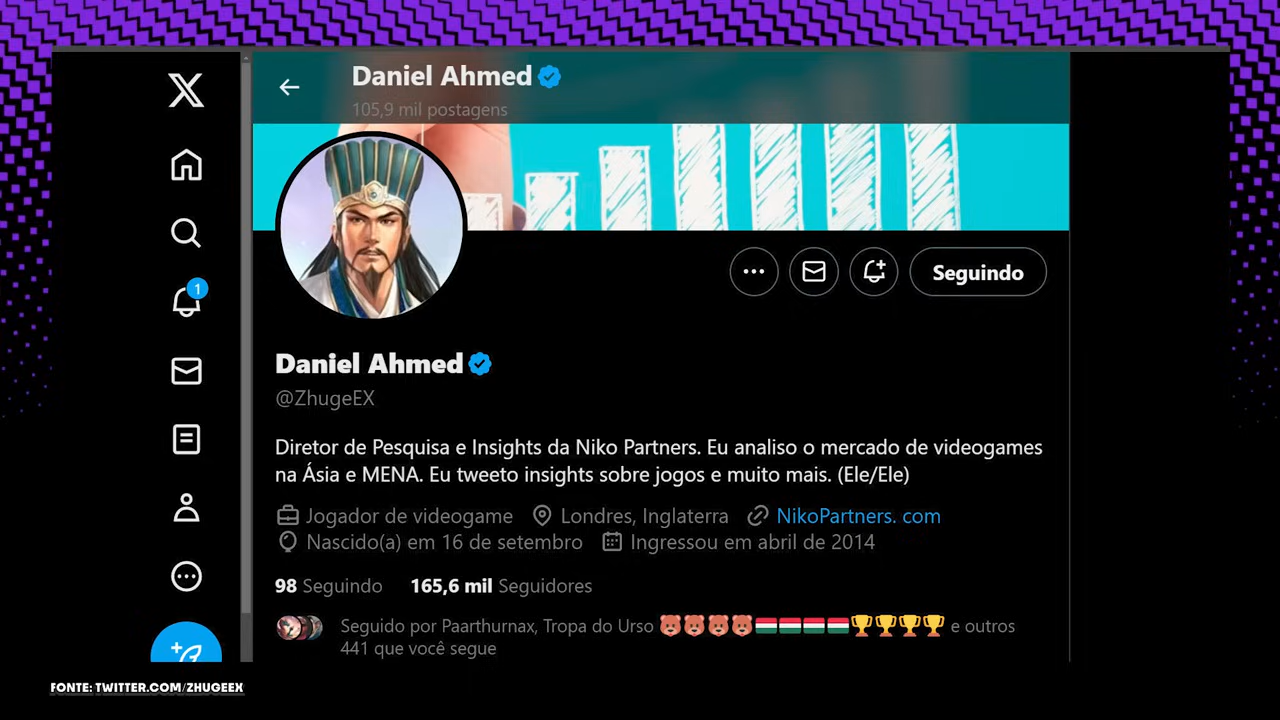 Daniel Ahmed
105,9 mil postagens
Seguindo
1
Daniel Ahmed
@ZhugeEX
Diretor de Pesquisa e Insights da Niko Partners. Eu analiso o mercado de videogames
na Ásia e MENA. Eu tweeto insights sobre jogos e muito mais. (Ele/Ele)
Jogador de videogame Londres, Inglaterra NikoPartners. com
Nascido(a) em 16 de setembro Ingressou em abril de 2014
98 Seguindo 165,6 mil Seguidores
Seguido por Paarthurnax, Tropa do Urso 🐻🐻🐻🐻🇭🇺🇭🇺🇭🇺🇭🇺🏆🏆🏆🏆 e outros
441 que você segue
FONTE: TWITTER.COM/ZHUGEEX